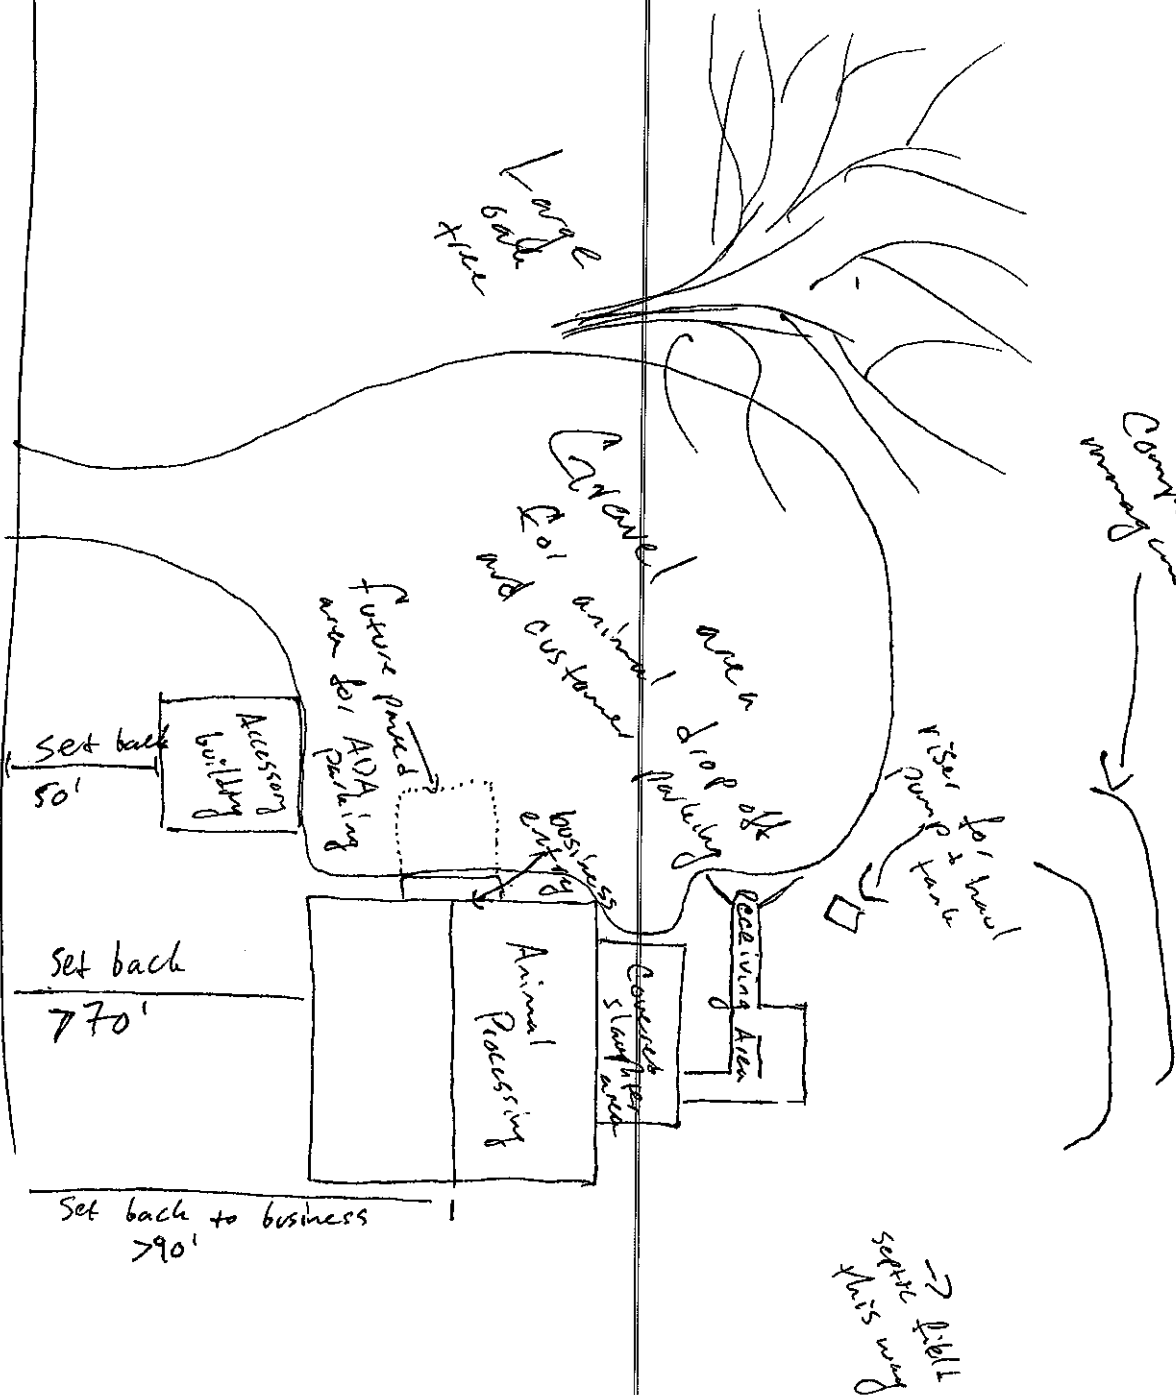 Large
oak
tree
Gravel area
for animal drop off
and customer parking
future paved
area for ADA
parking
business
entry
riser for
pump & haul
tank
Accessory
building
set back
50'
Set back
>70'
Animal
Processing
Covered
slaughter
area
Receiving Area
Set back to business
>90'
→
septic field
this way